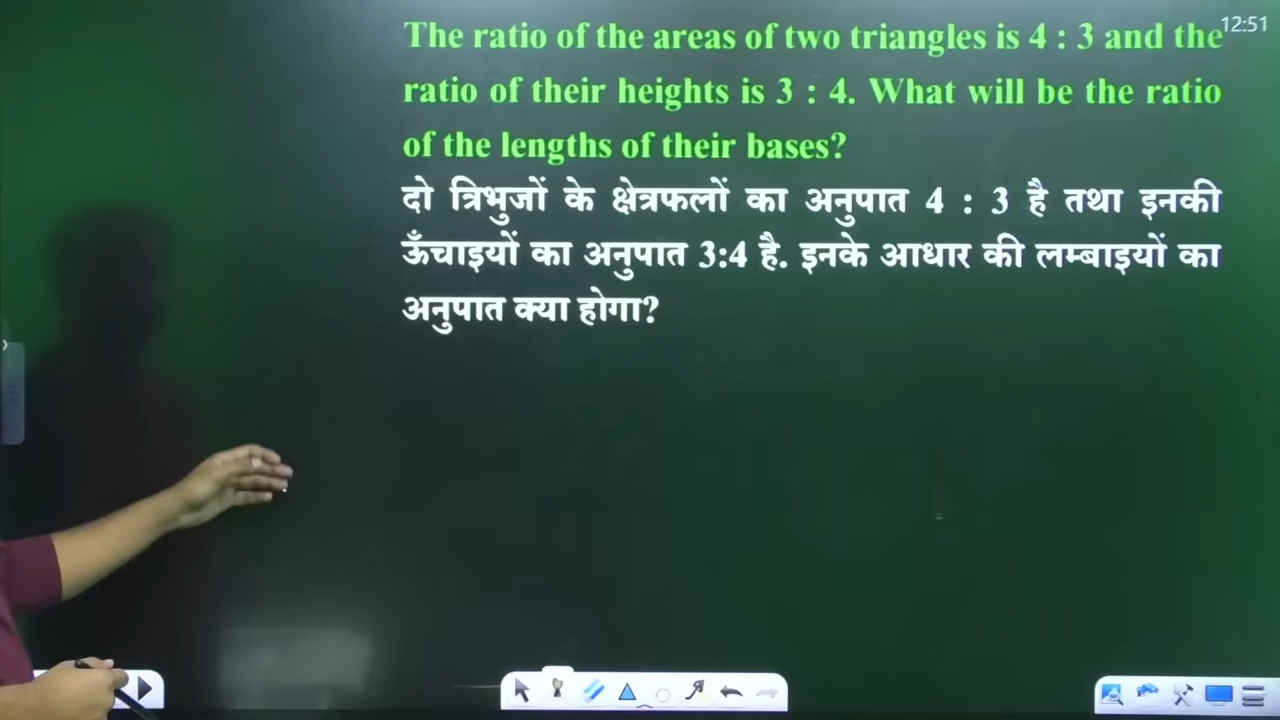 12:51
The ratio of the areas of two triangles is 4 : 3 and the
ratio of their heights is 3 : 4. What will be the ratio
of the lengths of their bases?
दो त्रिभुजों के क्षेत्रफलों का अनुपात 4 : 3 है तथा इनकी
ऊँचाइयों का अनुपात 3:4 है. इनके आधार की लम्बाइयों का
अनुपात क्या होगा?